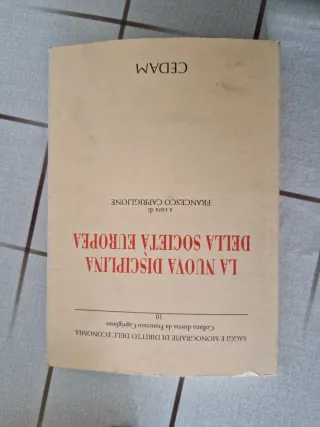 SAGGI E MONOGRAFIE DI DIRITTO DELL'ECONOMIA
Collana diretta da Francesco Capriglione
10
LA NUOVA DISCIPLINA
DELLA SOCIETÀ EUROPEA
a cura di
FRANCESCO CAPRIGLIONE
CEDAM